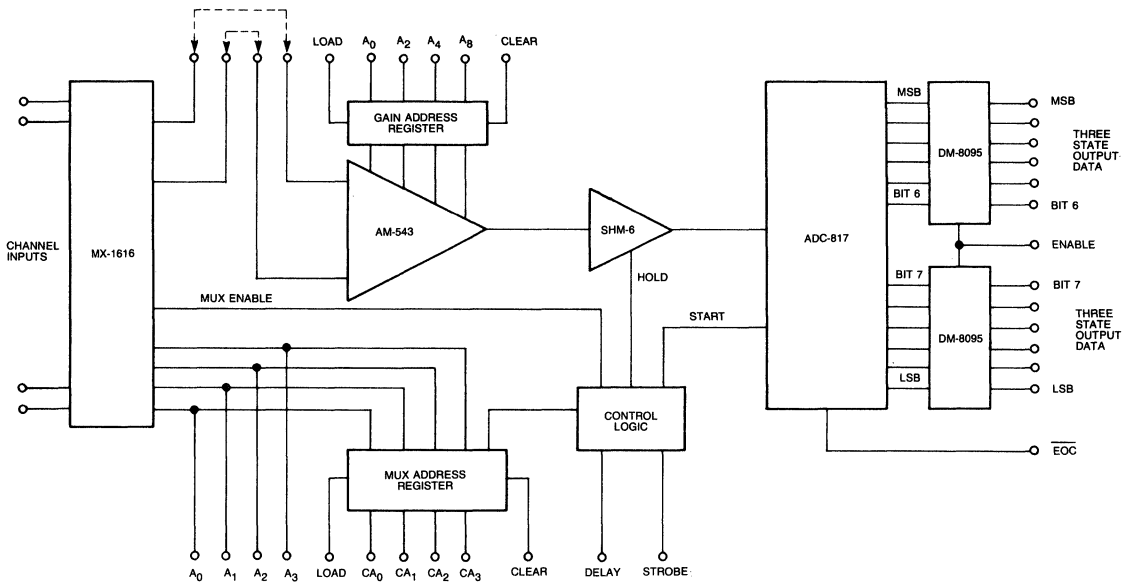 LOAD A0 A2 A4 A8 CLEAR
GAIN ADDRESS
REGISTER
MSB
MSB
DM-8095
THREE
STATE
OUTPUT
DATA
BIT 6
BIT 6
CHANNEL
INPUTS
MX-1616
AM-543
SHM-6
ADC-817
ENABLE
HOLD
MUX ENABLE
START
BIT 7
BIT 7
DM-8095
THREE
STATE
OUTPUT
DATA
LSB
LSB
CONTROL
LOGIC
EOC
MUX ADDRESS
REGISTER
A0 A1 A2 A3 LOAD CA0 CA1 CA2 CA3 CLEAR DELAY STROBE